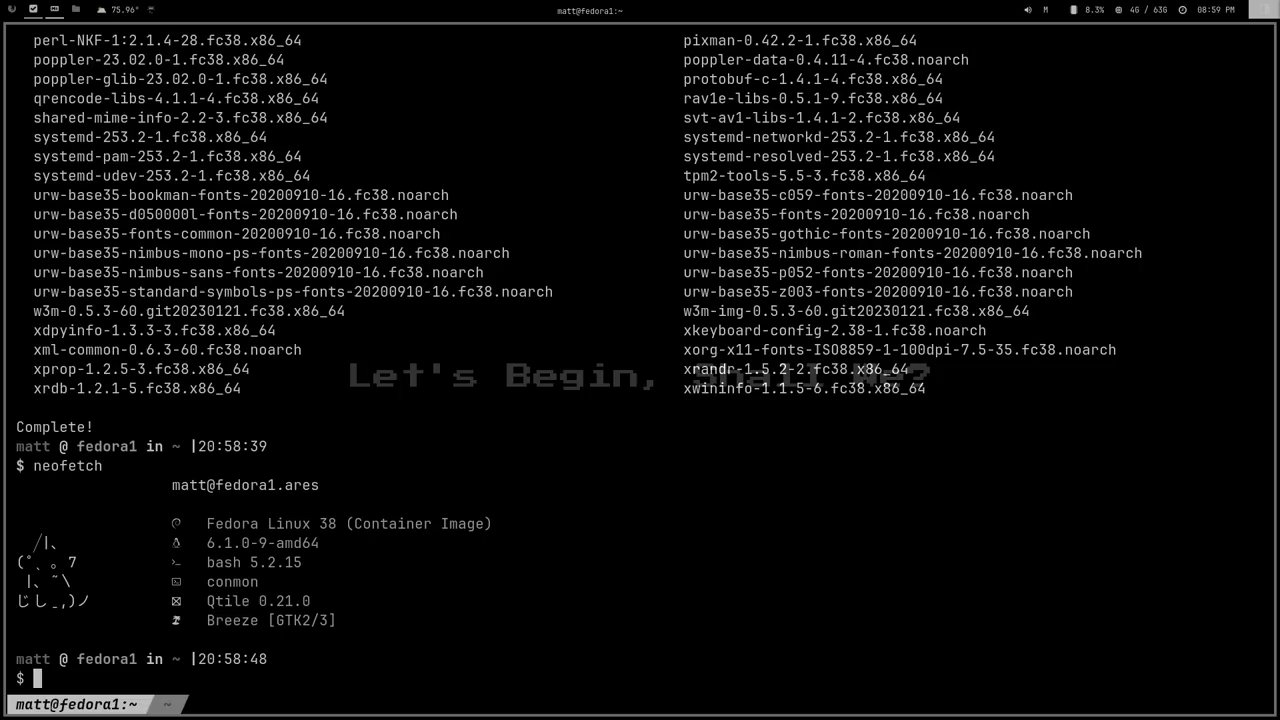 75.96°
matt@fedora1:~
M
8.3%
4G / 63G
08:59 PM
perl-NKF-1:2.1.4-28.fc38.x86_64 pixman-0.42.2-1.fc38.x86_64
poppler-23.02.0-1.fc38.x86_64 poppler-data-0.4.11-4.fc38.noarch
poppler-glib-23.02.0-1.fc38.x86_64 protobuf-c-1.4.1-4.fc38.x86_64
qrencode-libs-4.1.1-4.fc38.x86_64 rav1e-libs-0.5.1-9.fc38.x86_64
shared-mime-info-2.2-3.fc38.x86_64 svt-av1-libs-1.4.1-2.fc38.x86_64
systemd-253.2-1.fc38.x86_64 systemd-networkd-253.2-1.fc38.x86_64
systemd-pam-253.2-1.fc38.x86_64 systemd-resolved-253.2-1.fc38.x86_64
systemd-udev-253.2-1.fc38.x86_64 tpm2-tools-5.5-3.fc38.x86_64
urw-base35-bookman-fonts-20200910-16.fc38.noarch urw-base35-c059-fonts-20200910-16.fc38.noarch
urw-base35-d050000l-fonts-20200910-16.fc38.noarch urw-base35-fonts-20200910-16.fc38.noarch
urw-base35-fonts-common-20200910-16.fc38.noarch urw-base35-gothic-fonts-20200910-16.fc38.noarch
urw-base35-nimbus-mono-ps-fonts-20200910-16.fc38.noarch urw-base35-nimbus-roman-fonts-20200910-16.fc38.noarch
urw-base35-nimbus-sans-fonts-20200910-16.fc38.noarch urw-base35-p052-fonts-20200910-16.fc38.noarch
urw-base35-standard-symbols-ps-fonts-20200910-16.fc38.noarch urw-base35-z003-fonts-20200910-16.fc38.noarch
w3m-0.5.3-60.git20230121.fc38.x86_64 w3m-img-0.5.3-60.git20230121.fc38.x86_64
xdpyinfo-1.3.3-3.fc38.x86_64 xkeyboard-config-2.38-1.fc38.noarch
xml-common-0.6.3-60.fc38.noarch xorg-x11-fonts-ISO8859-1-100dpi-7.5-35.fc38.noarch
xprop-1.2.5-3.fc38.x86_64 xrandr-1.5.2-2.fc38.x86_64
Let's Begin, Shall We?
xrdb-1.2.1-5.fc38.x86_64 xwininfo-1.1.5-6.fc38.x86_64
Complete!
matt @ fedora1 in ~ |20:58:39
$ neofetch
matt@fedora1.ares
Fedora Linux 38 (Container Image)
╱|、 6.1.0-9-amd64
(˚ˎ 。7 bash 5.2.15
|、˜\ conmon
じしˍ,)ノ Qtile 0.21.0
Breeze [GTK2/3]
matt @ fedora1 in ~ |20:58:48
$
matt@fedora1:~ ~